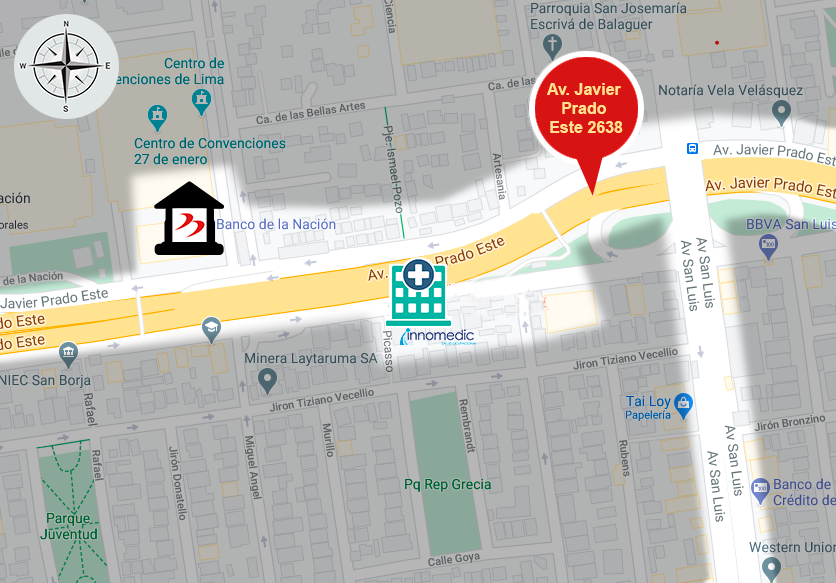 Parroquia San Josemaría
Escrivá de Balaguer
Ciencia
N
W
E
S
Centro de
enciones de Lima
Av. Javier
Prado
Este 2638
Ca. de las
Notaría Vela Velásquez
Ca. de las Bellas Artes
Centro de Convenciones
27 de enero
Pje. Ismael Pozo
Artesanía
Av. Javier Prado Este
Av. Javier Prado Este
ación
orales
Banco de la Nación
BBVA San Luis
Av. Prado Este
Av San Luis
Av San Luis
de la Nación
Javier Prado Este
do Este
do Este
innomedic
Picasso
Minera Laytaruma SA
Jirón Tiziano Vecellio
NIEC San Borja
Jirón Tiziano Vecellio
Rafael
Tai Loy
Papelería
Rembrandt
Murillo
Jirón Bronzino
Miguel Angel
Jirón Donatello
Rafael
Rubens
Av San Luis
Av San Luis
Pq Rep Grecia
Banco de
Crédito de
Parque
Juventud
Calle Goya
Western Union